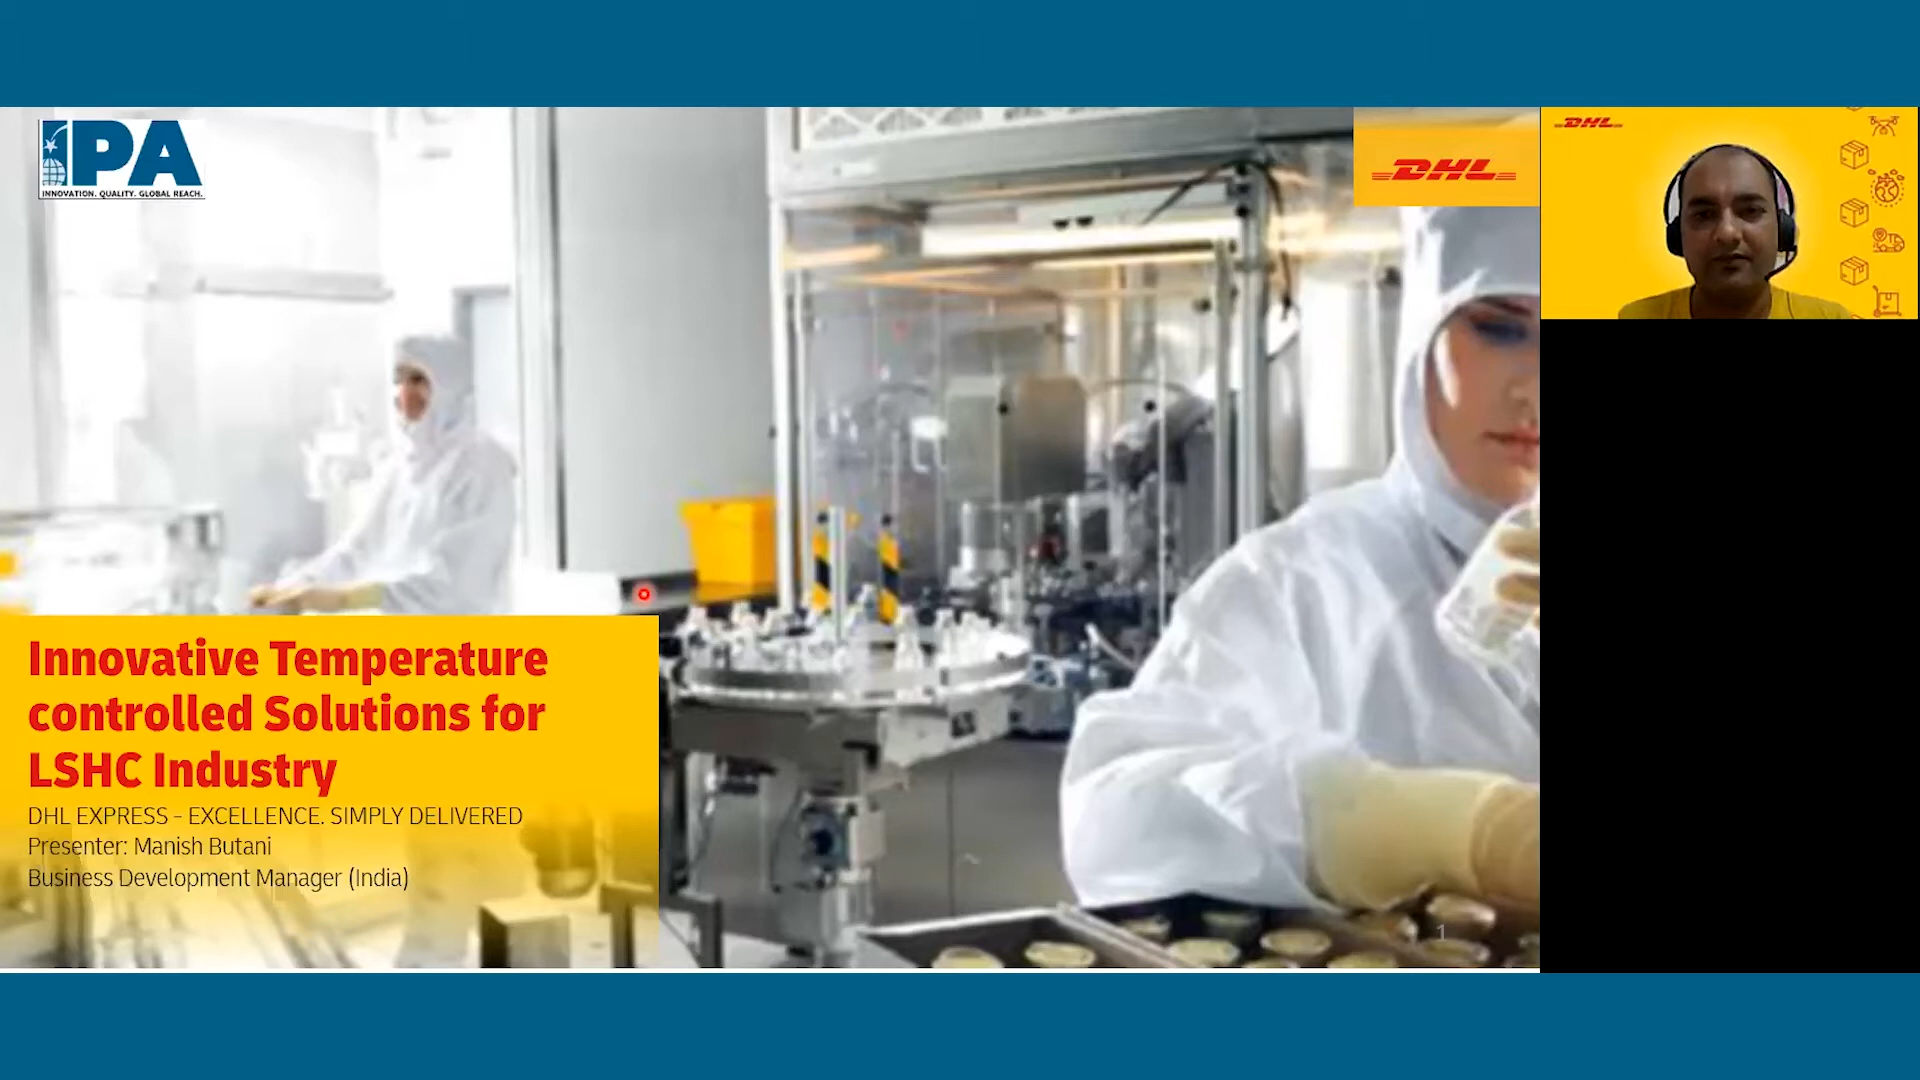 IPA
INNOVATION. QUALITY. GLOBAL REACH.
DHL
DHL
Innovative Temperature
controlled Solutions for
LSHC Industry
DHL EXPRESS - EXCELLENCE. SIMPLY DELIVERED
Presenter: Manish Butani
Business Development Manager (India)
1